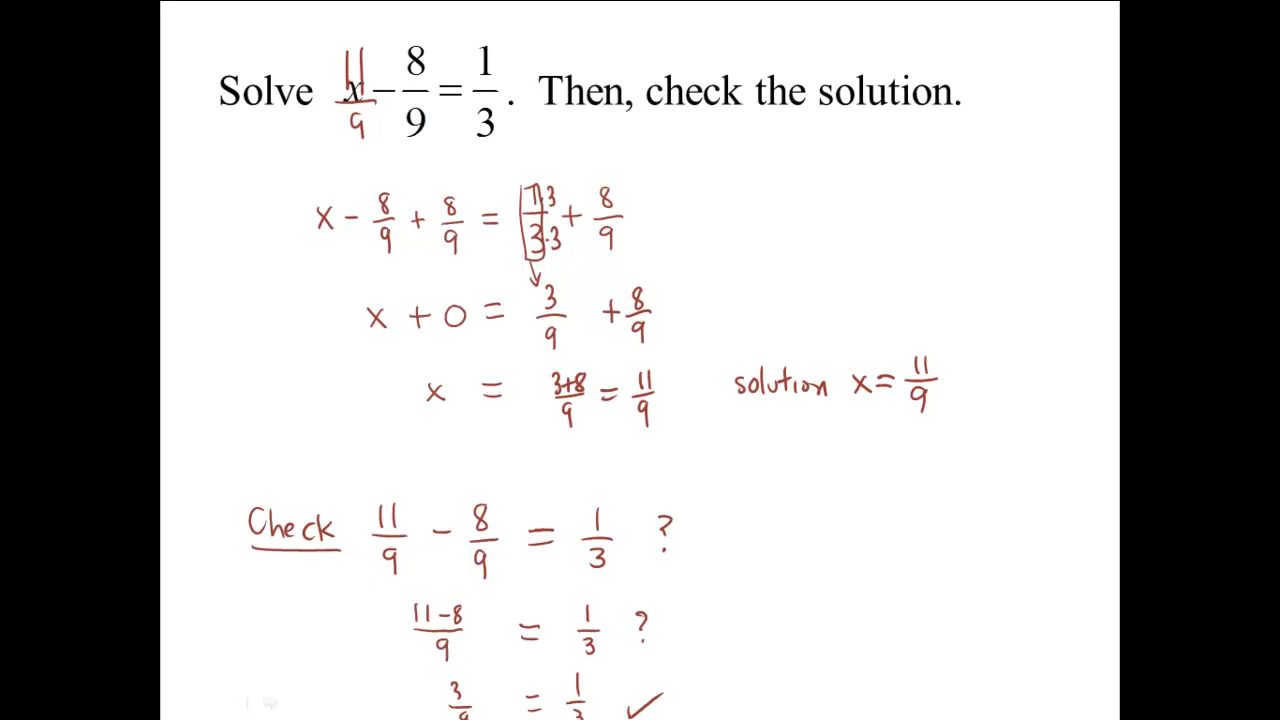 Solve x − 8/9 = 1/3. Then, check the solution.
11/9
x − 8/9 + 8/9 = 1·3/3·3 + 8/9
x + 0 = 3/9 + 8/9
x = 3+8/9 = 11/9 solution x = 11/9
Check 11/9 − 8/9 = 1/3 ?
11−8/9 = 1/3 ?
3/9 = 1/3 ✓